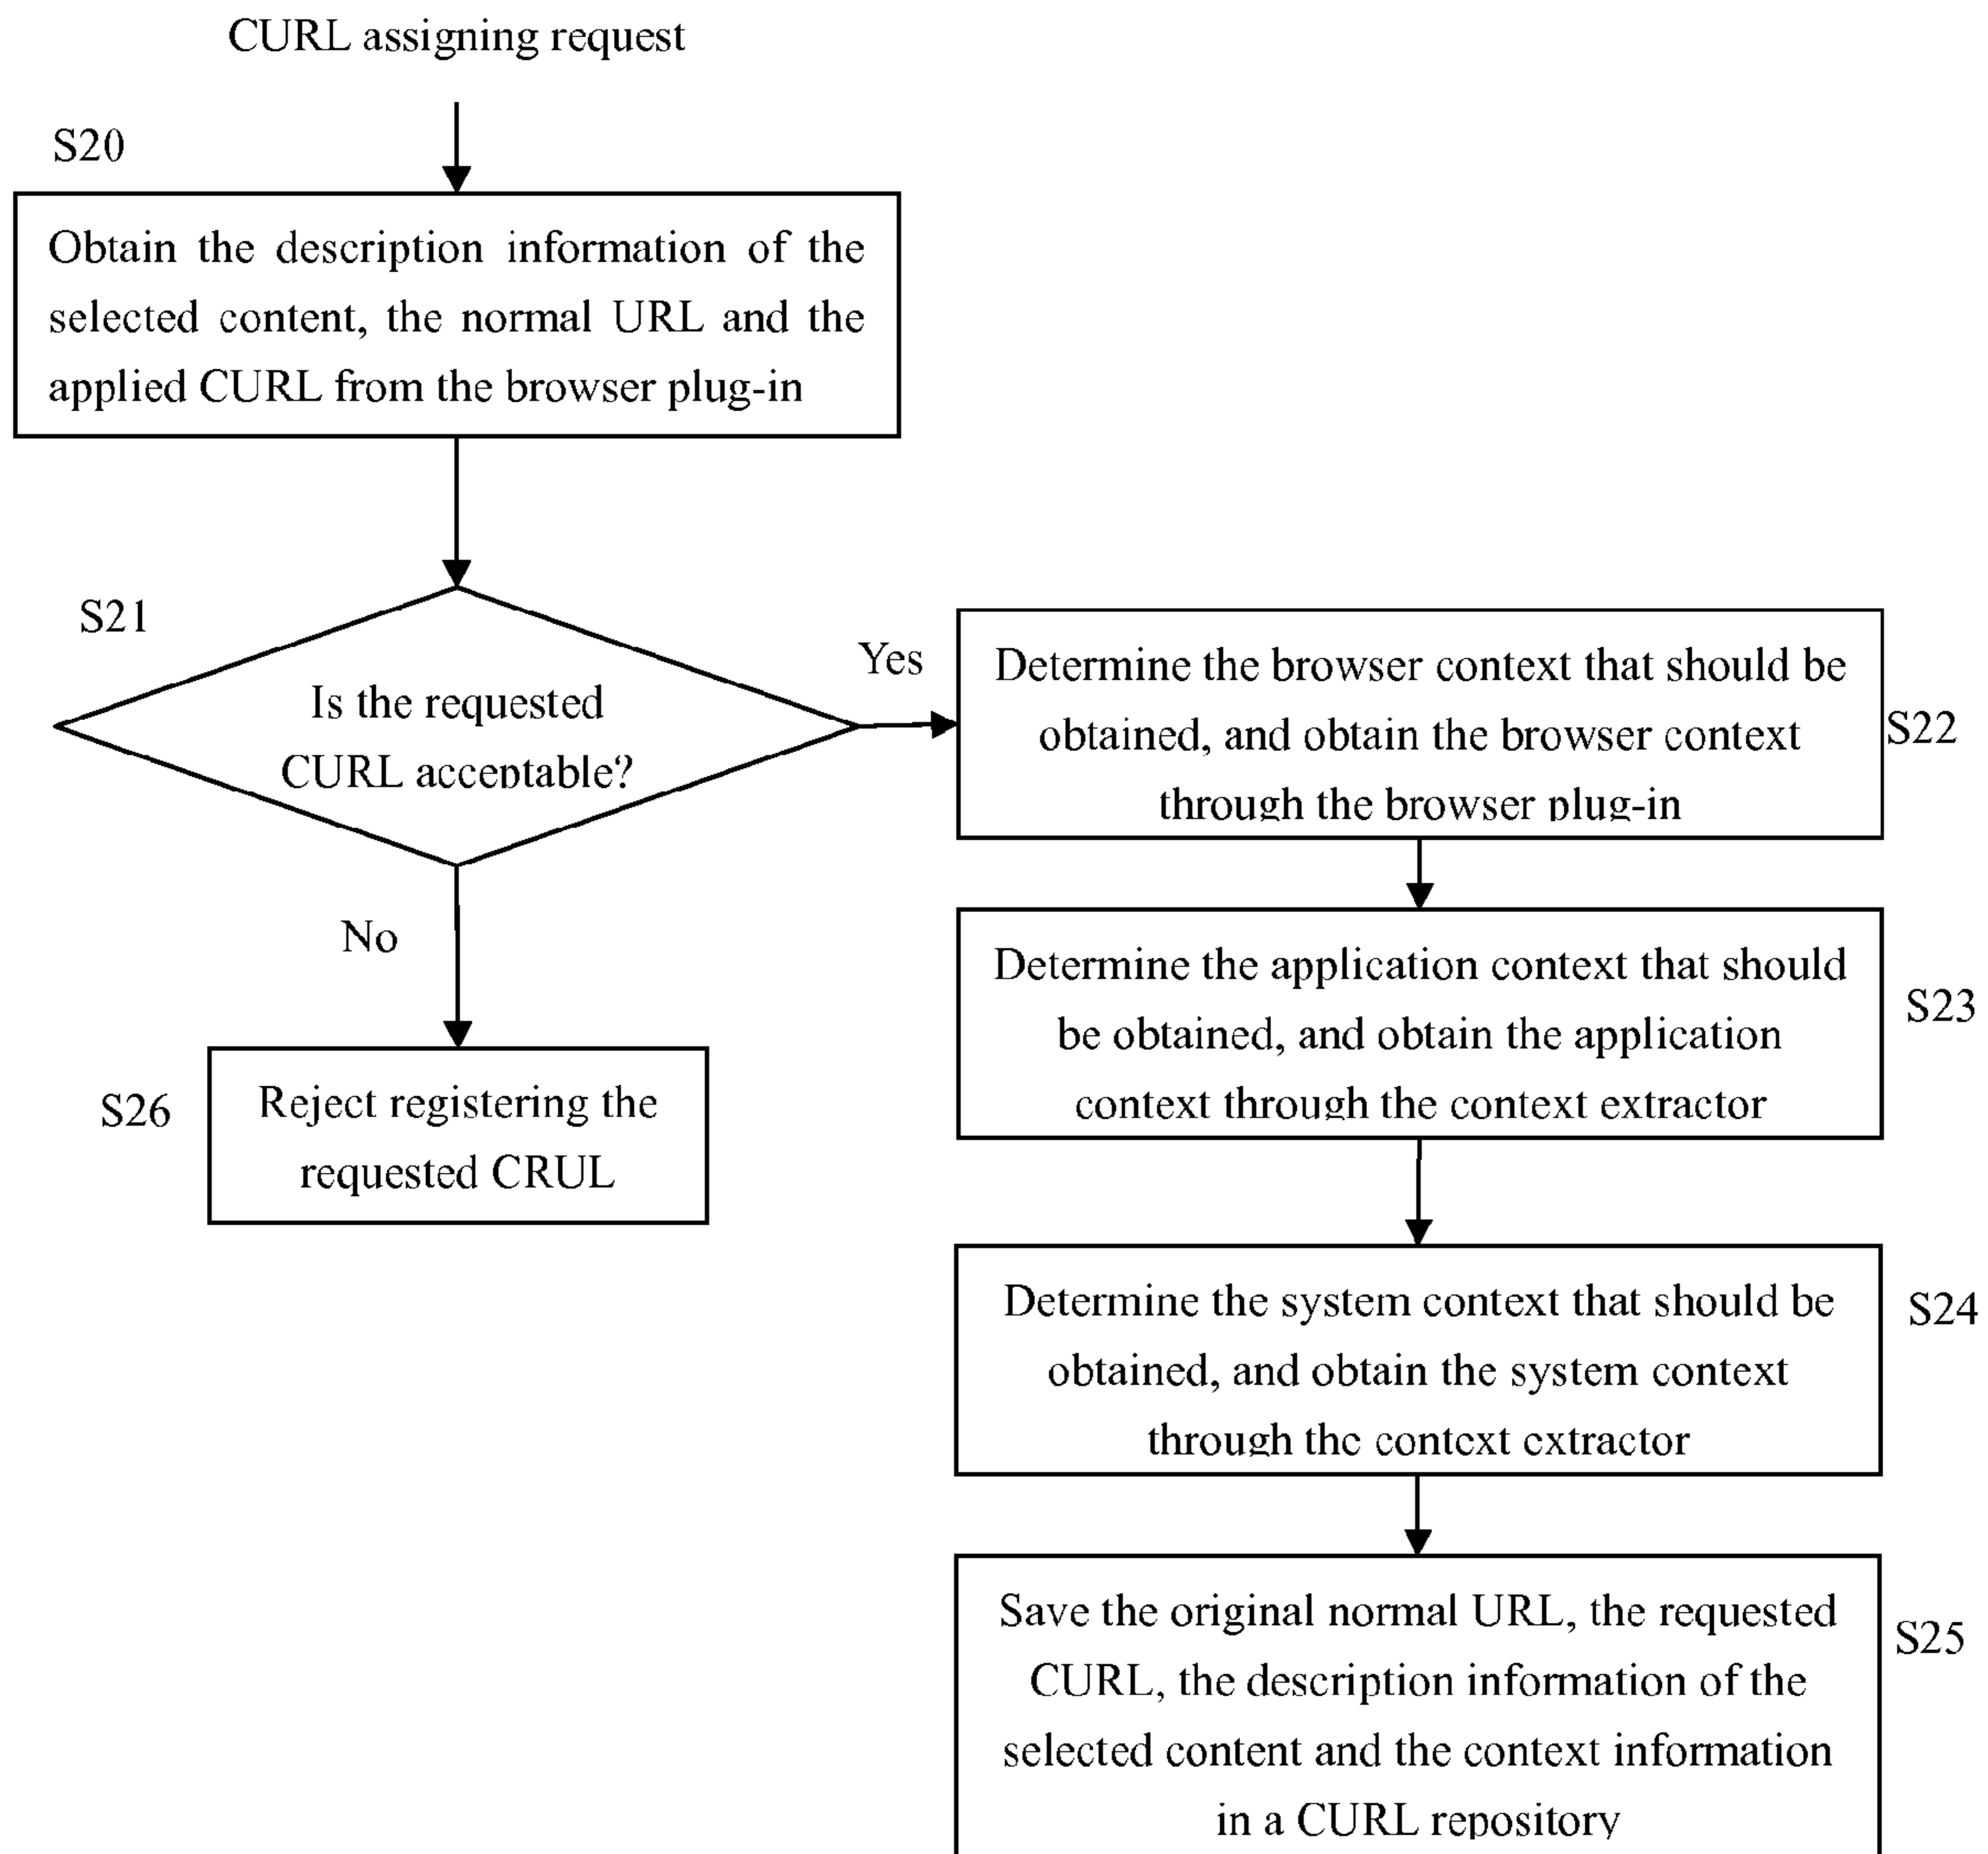 CURL assigning request
S20
Obtain the description information of the
selected content, the normal URL and the
applied CURL from the browser plug-in
S21
Is the requested
CURL acceptable?
Yes
No
S26
Reject registering the
requested CRUL
Determine the browser context that should be
obtained, and obtain the browser context
through the browser plug-in
S22
Determine the application context that should
be obtained, and obtain the application
context through the context extractor
S23
Determine the system context that should be
obtained, and obtain the system context
through the context extractor
S24
Save the original normal URL, the requested
CURL, the description information of the
selected content and the context information
in a CURL repository
S25